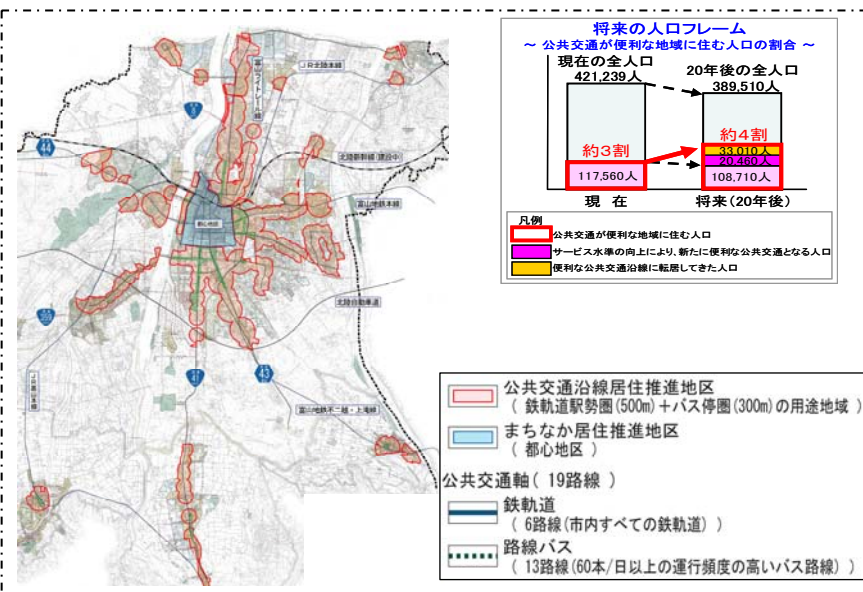 将来の人口フレーム
～ 公共交通が便利な地域に住む人口の割合 ～
現在の全人口
421,239人
20年後の全人口
389,510人
約3割
約4割
33,010人
20,460人
117,560人
108,710人
現 在
将来(20年後)
凡例
公共交通が便利な地域に住む人口
サービス水準の向上により、新たに便利な公共交通となる人口
便利な公共交通沿線に転居してきた人口
JR北陸本線
富山ライトレール線
8
44
北陸新幹線(建設中)
富山地鉄本線
都心地区
北陸自動車道
359
JR高山本線
41
43
富山地鉄不二越・上滝線
公共交通沿線居住推進地区
( 鉄軌道駅勢圏(500m)＋バス停圏(300m)の用途地域 )
まちなか居住推進地区
( 都心地区 )
公共交通軸( 19路線 )
鉄軌道
( 6路線(市内すべての鉄軌道) )
路線バス
( 13路線(60本/日以上の運行頻度の高いバス路線) )